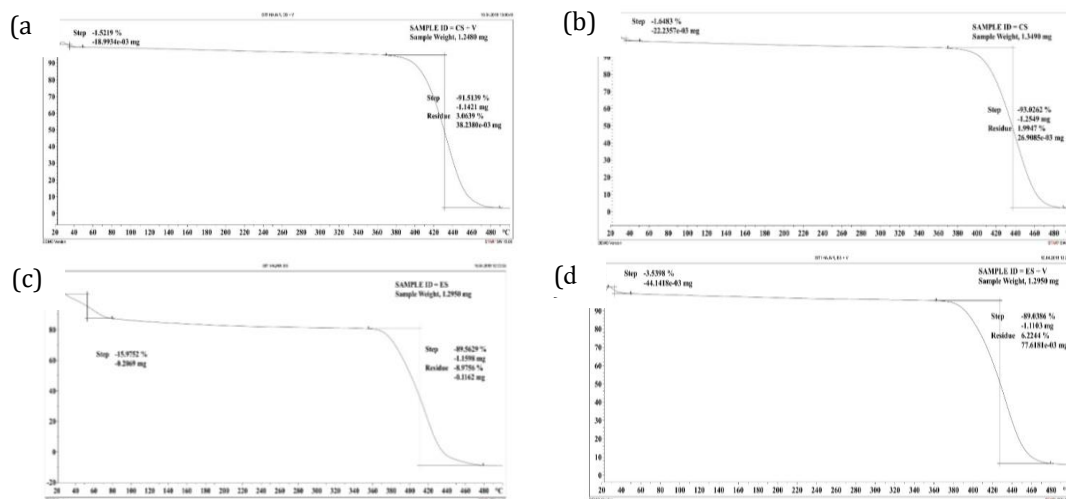 (a
Step -1.5219 %
-18.9934e-03 mg
SAMPLE ID = CS + V
Sample Weight, 1.2480 mg
Step -91.5139 %
-1.1421 mg
Residue 3.0639 %
38.2380e-03 mg
90
80
70
60
50
40
30
20
10
0
20 40 60 80 100 120 140 160 180 200 220 240 260 280 300 320 340 360 380 400 420 440 460 480 °C
(b)
Step -1.6483 %
-22.2357e-03 mg
SAMPLE ID = CS
Sample Weight, 1.3490 mg
Step -93.0262 %
-1.2549 mg
Residue 1.9947 %
26.9085e-03 mg
90
80
70
60
50
40
30
20
10
0
20 40 60 80 100 120 140 160 180 200 220 240 260 280 300 320 340 360 380 400 420 440 460 480 °C
(c)
SAMPLE ID = ES
Sample Weight, 1.2950 mg
Step -15.9752 %
-0.2069 mg
Step -89.5629 %
-1.1598 mg
Residue -8.9756 %
-0.1162 mg
80
60
40
20
0
-20
20 40 60 80 100 120 140 160 180 200 220 240 260 280 300 320 340 360 380 400 420 440 460 480 °C
(d
Step -3.5398 %
-44.1418e-03 mg
SAMPLE ID = ES + V
Sample Weight, 1.2950 mg
Step -89.0386 %
-1.1103 mg
Residue 6.2244 %
77.6181e-03 mg
90
80
70
60
50
40
30
20
10
0
20 40 60 80 100 120 140 160 180 200 220 240 260 280 300 320 340 360 380 400 420 440 460 480 °C